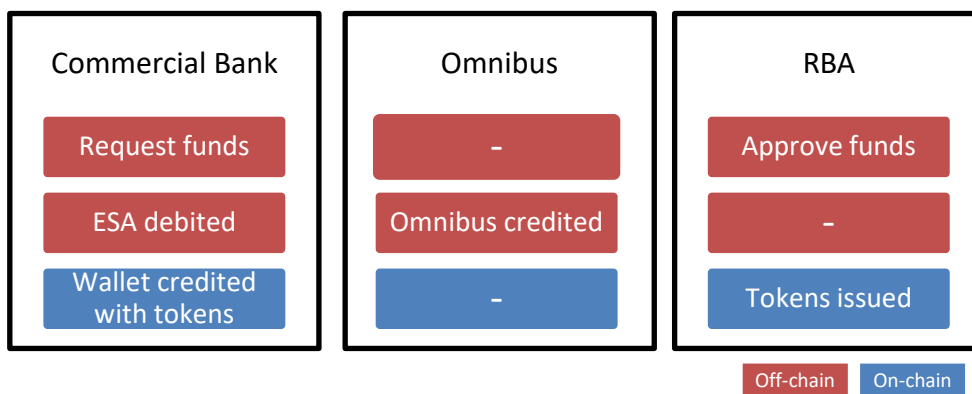 Commercial Bank
Request funds
ESA debited
Wallet credited
with tokens
Omnibus
-
Omnibus credited
-
RBA
Approve funds
-
Tokens issued
Off-chain
On-chain